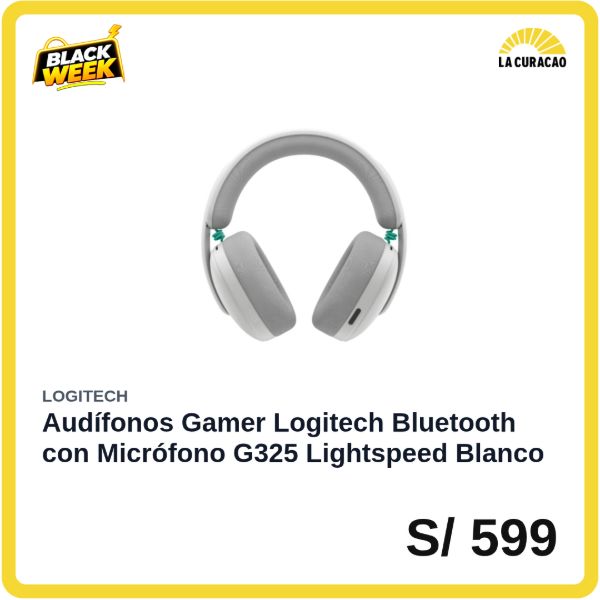 BLACK
WEEK
LA CURACAO
LOGITECH
Audífonos Gamer Logitech Bluetooth
con Micrófono G325 Lightspeed Blanco
S/ 599